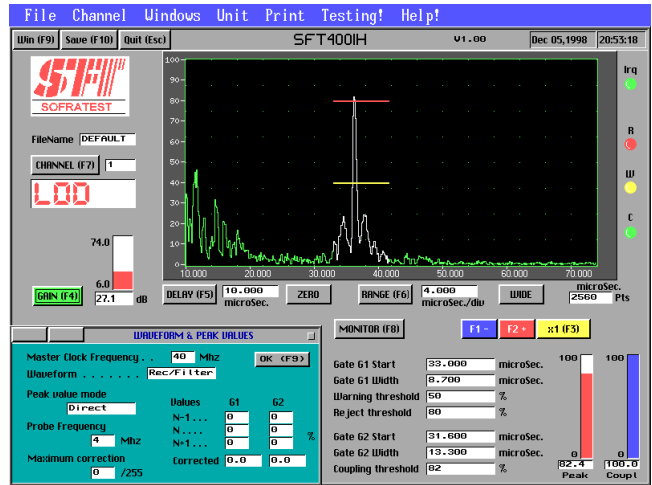 File Channel Windows Unit Print Testing! Help!
Win (F9) Save (F10) Quit (Esc) SFT400IH V1.00 Dec 05,1998 20:53:18
SFT
SOFRATEST
FileName DEFAULT
CHANNEL (F7) 1
LOD
74.0
6.0
GAIN (F4) 27.1 dB
100
90
80
70
60
50
40
30
20
10
0
10.000 20.000 30.000 40.000 50.000 60.000 70.000
microSec.
DELAY (F5) 10.000 microSec. ZERO RANGE (F6) 4.000 microSec./div WIDE 2560 Pts
Irq
R
W
C
WAVEFORM & PEAK VALUES
Master Clock Frequency . . 40 Mhz OK (F9)
Waveform . . . . . . . Rec/Filter
Peak value mode
Direct
Probe Frequency
4 Mhz
Maximum correction
0 /255
Values G1 G2
N-1 . . . 0 0
N . . . . 0 0 %
N+1 . . . 0 0
Corrected 0.0 0.0
MONITOR (F8) F1 - F2 + x1 (F3)
Gate G1 Start 33.000 microSec.
Gate G1 Width 8.700 microSec.
Warning threshold 50 %
Reject threshold 80 %
Gate G2 Start 31.600 microSec.
Gate G2 Width 13.300 microSec.
Coupling threshold 82 %
100 100
0 0
82.4 100.0
Peak Coupl